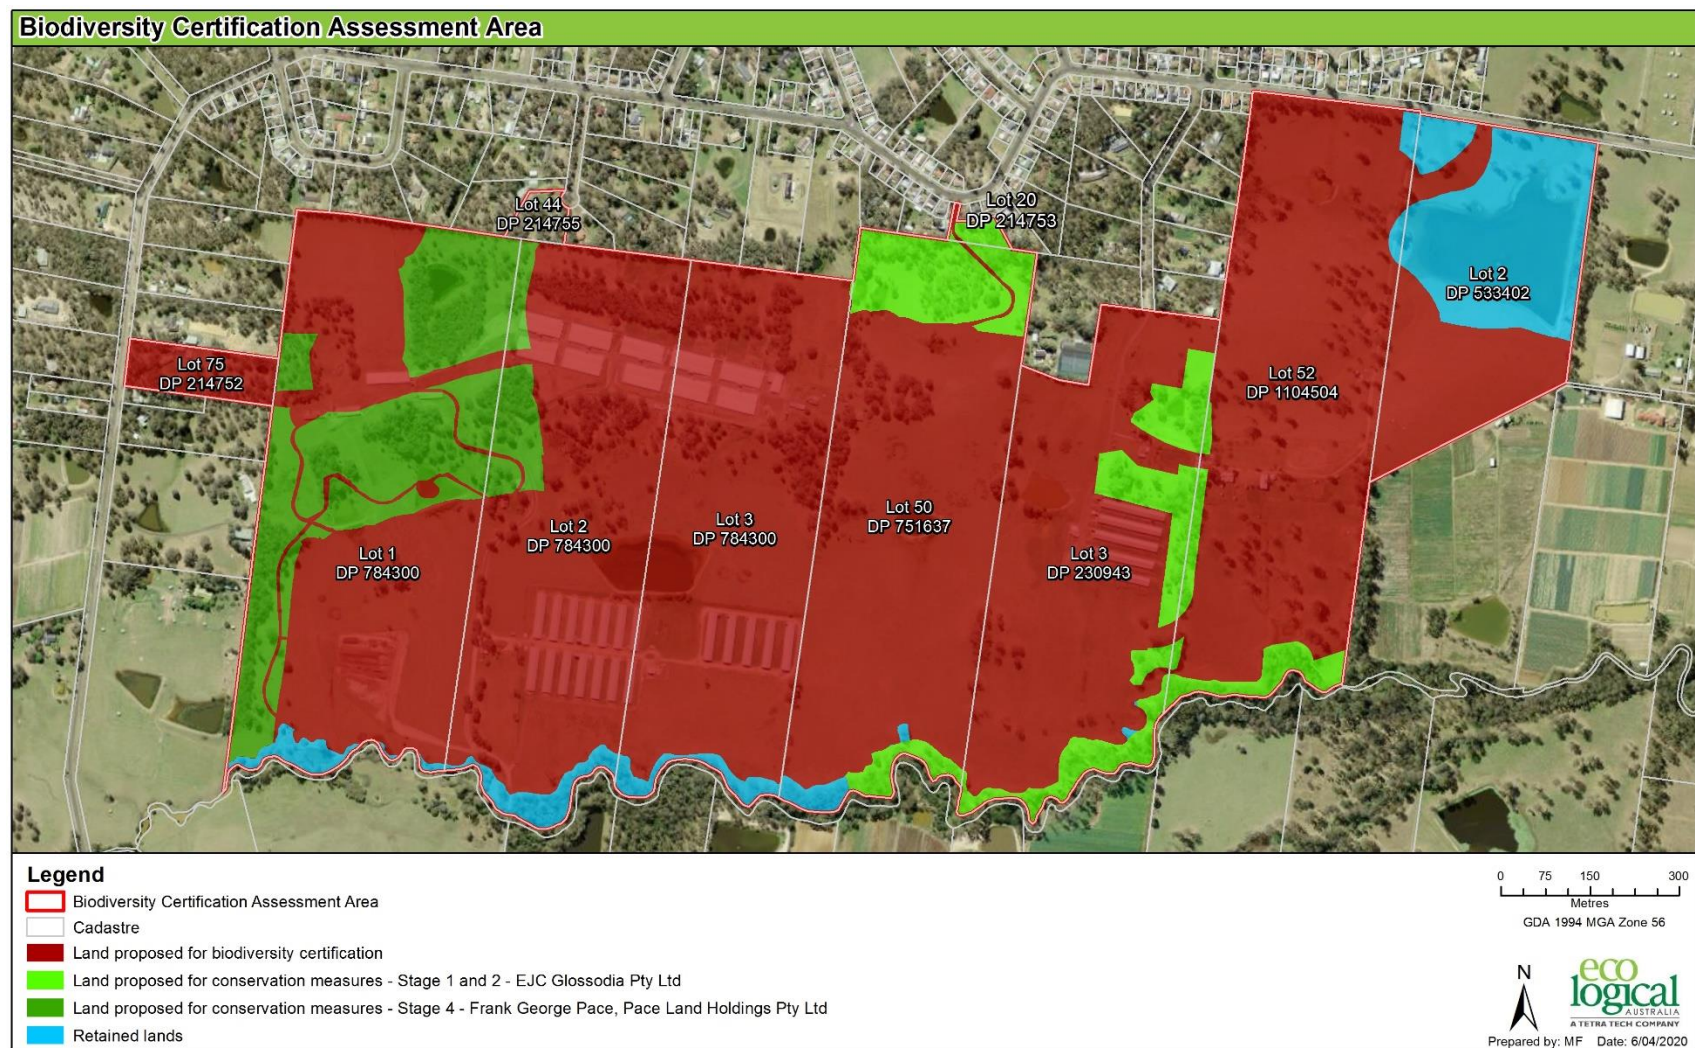 Biodiversity Certification Assessment Area
Lot 44
DP 214755
Lot 20
DP 214753
Lot 2
DP 533402
Lot 75
DP 214752
Lot 52
DP 1104504
Lot 50
DP 751637
Lot 3
DP 784300
Lot 2
DP 784300
Lot 1
DP 784300
Lot 3
DP 230943
Legend
Biodiversity Certification Assessment Area
Cadastre
Land proposed for biodiversity certification
Land proposed for conservation measures - Stage 1 and 2 - EJC Glossodia Pty Ltd
Land proposed for conservation measures - Stage 4 - Frank George Pace, Pace Land Holdings Pty Ltd
Retained lands
0 75 150 300
Metres
GDA 1994 MGA Zone 56
N
eco
logical
AUSTRALIA
A TETRA TECH COMPANY
Prepared by: MF Date: 6/04/2020